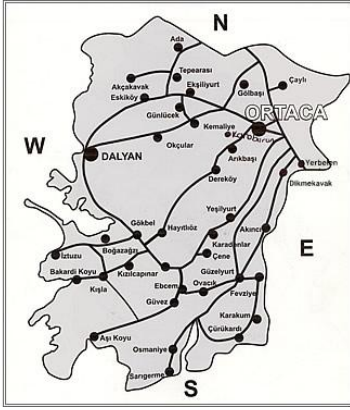 N
Ada
Tepearası
Akçakavak
Ekşiliyurt
Gölbaşı
Çaylı
Eskiköy
Günlücek
ORTACA
Kemaliye
W
Okçular
DALYAN
Arıkbaşı
Yerbelen
Dereköy
Dikmekavak
Yeşilyurt
Gökbel
Hayıtlıöz
Akıncı
E
Boğazağzı
Karadonlar
İztuzu
Çene
Bakardi Koyu
Kızılcapınar
Güzelyurt
Kışla
Ebcem
Ovacık
Fevziye
Güvez
Karakum
Aşı Koyu
Çürükardı
Osmaniye
Sarıgerme
S